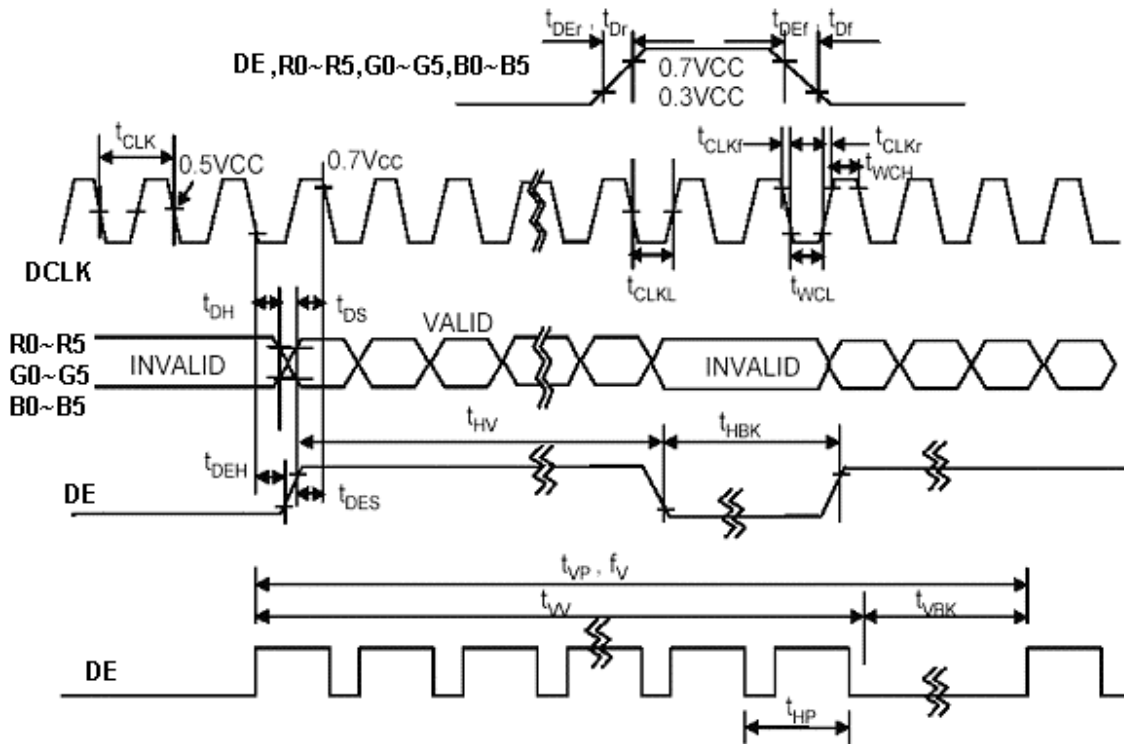 tDEr , tDr
tDEf tDf
DE ,R0~R5,G0~G5,B0~B5
0.7VCC
0.3VCC
tCLK
0.5VCC
0.7Vcc
tCLKf
tCLKr
tWCH
DCLK
tCLKL
tWCL
tDH
tDS
VALID
R0~R5
G0~G5
B0~B5
INVALID
INVALID
tHV
tHBK
tDEH
tDES
DE
tVP , fV
tVV
tVBK
DE
tHP